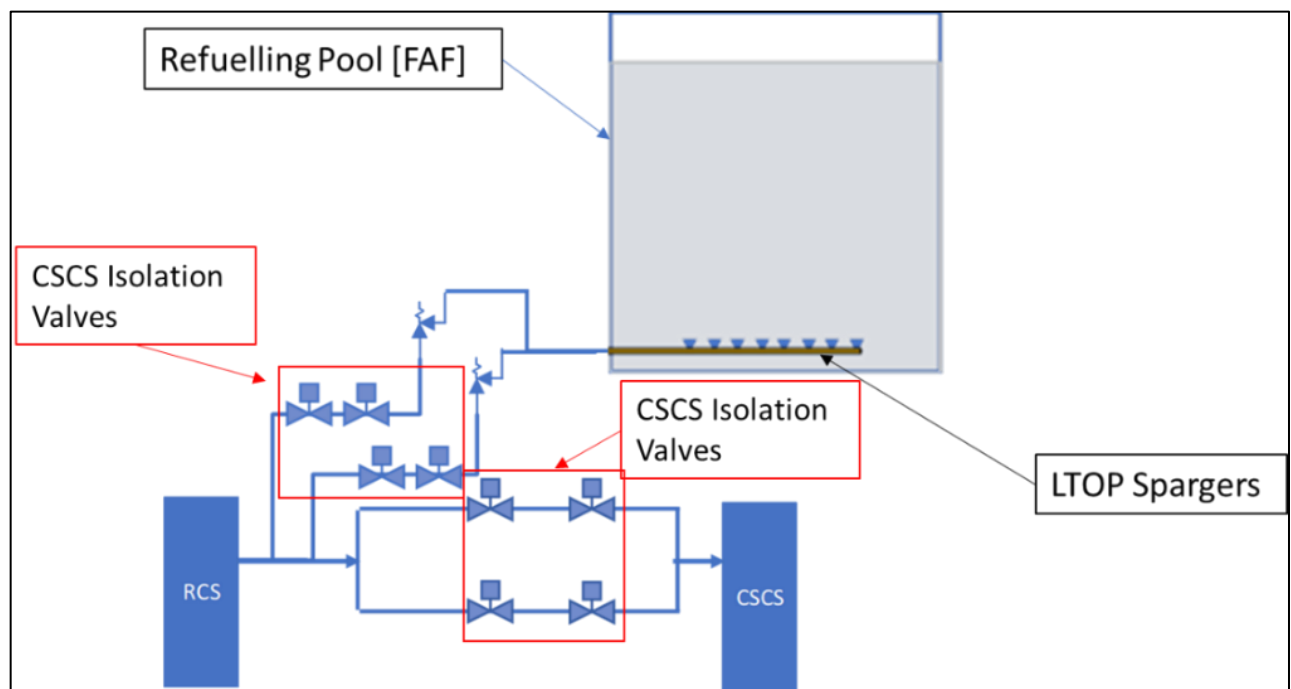 Refuelling Pool [FAF]
CSCS Isolation
Valves
CSCS Isolation
Valves
LTOP Spargers
RCS
CSCS